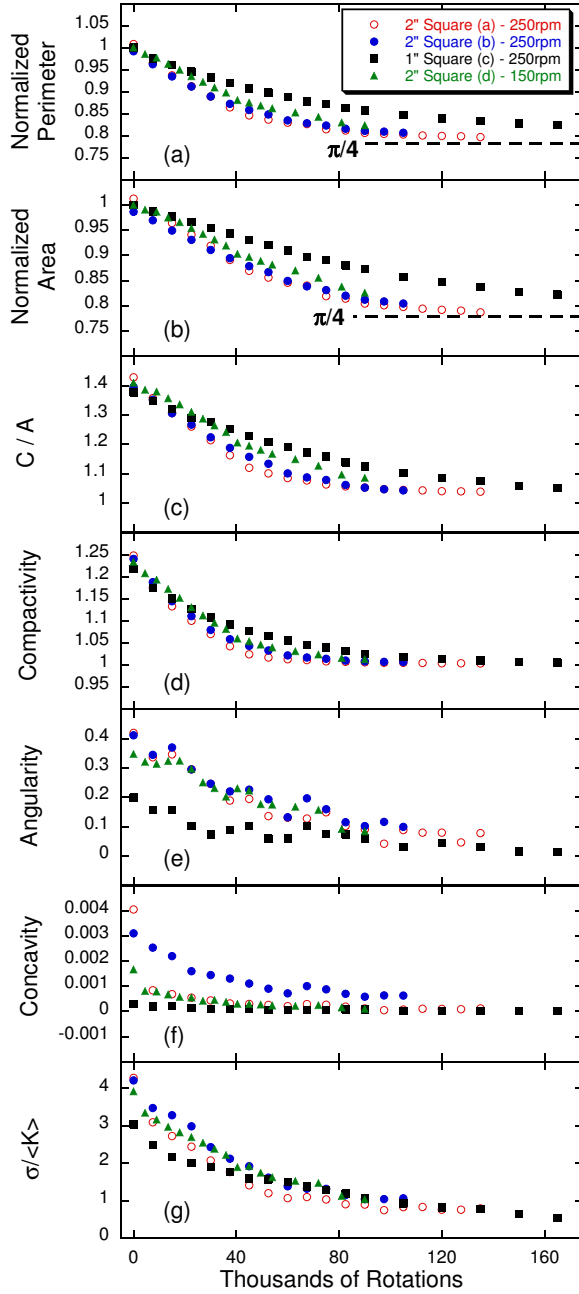 2" Square (a) - 250rpm
2" Square (b) - 250rpm
1" Square (c) - 250rpm
2" Square (d) - 150rpm
Normalized
Perimeter
1.05
1
0.95
0.9
0.85
0.8
0.75
(a)
π/4
Normalized
Area
1.05
1
0.95
0.9
0.85
0.8
0.75
(b)
π/4
C / A
1.4
1.3
1.2
1.1
1
(c)
Compactivity
1.25
1.2
1.15
1.1
1.05
1
0.95
(d)
Angularity
0.4
0.3
0.2
0.1
0
(e)
Concavity
0.004
0.003
0.002
0.001
0
-0.001
(f)
σ/<K>
4
3
2
1
0
(g)
0 40 80 120 160
Thousands of Rotations